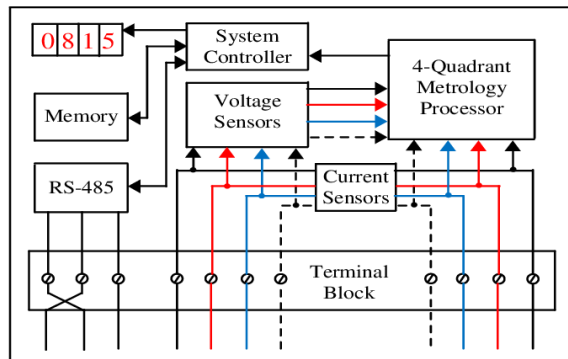 0815
System
Controller
4-Quadrant
Metrology
Processor
Memory
Voltage
Sensors
RS-485
Current
Sensors
Terminal
Block